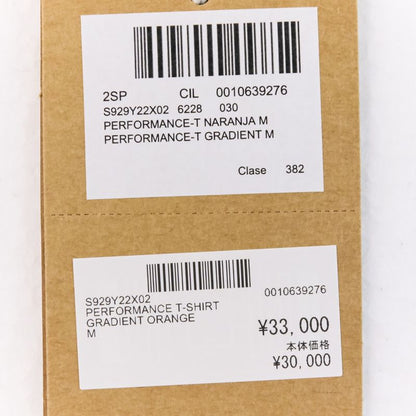 2SP CIL 0010639276
S929Y22X02 6228 030
PERFORMANCE-T NARANJA M
PERFORMANCE-T GRADIENT M
Clase 382
S929Y22X02 0010639276
PERFORMANCE T-SHIRT
GRADIENT ORANGE
M
¥33,000
本体価格
¥30,000